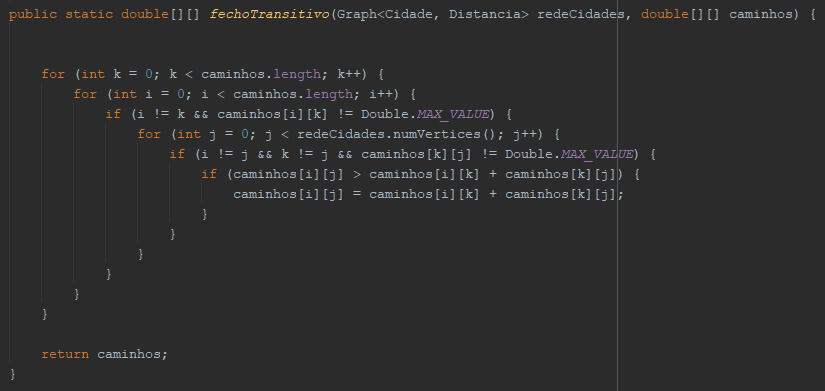 public static double[][] fechoTransitivo(Graph<Cidade, Distancia> redeCidades, double[][] caminhos) {
for (int k = 0; k < caminhos.length; k++) {
for (int i = 0; i < caminhos.length; i++) {
if (i != k && caminhos[i][k] != Double.MAX_VALUE) {
for (int j = 0; j < redeCidades.numVertices(); j++) {
if (i != j && k != j && caminhos[k][j] != Double.MAX_VALUE) {
if (caminhos[i][j] > caminhos[i][k] + caminhos[k][j]) {
caminhos[i][j] = caminhos[i][k] + caminhos[k][j];
}
}
}
}
}
}
return caminhos;
}